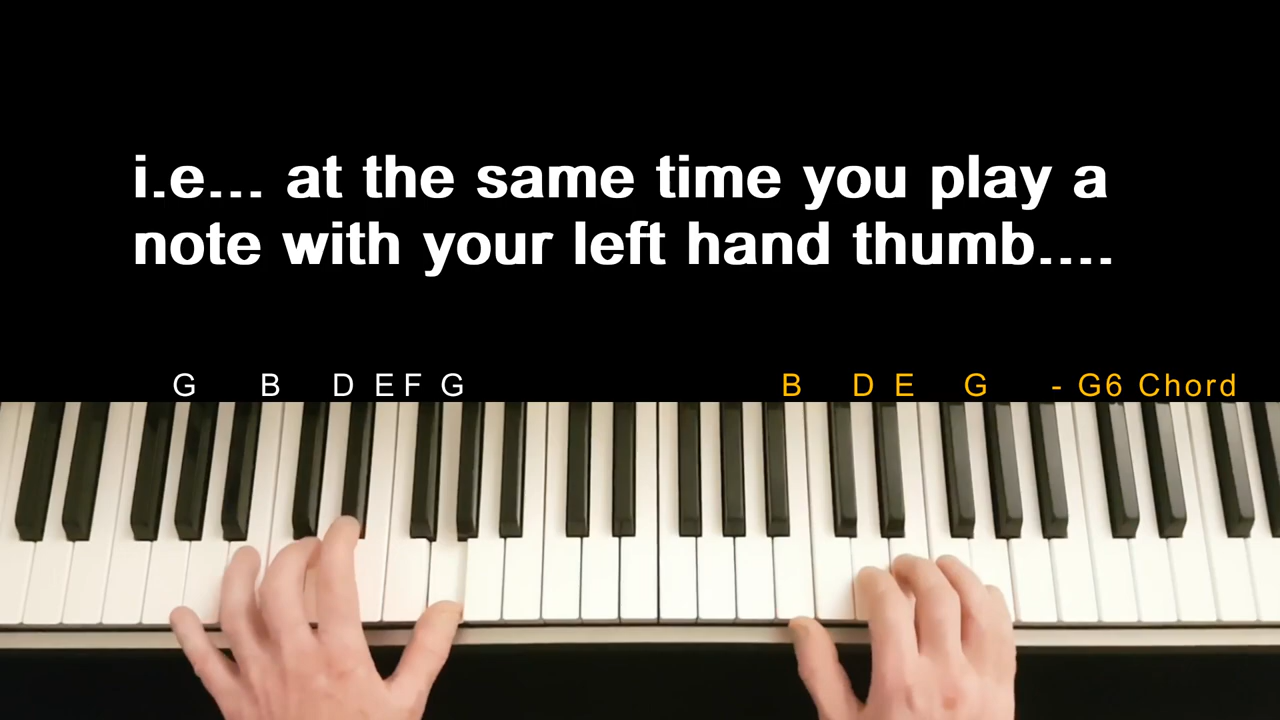 i.e... at the same time you play a
note with your left hand thumb....
G B D E F G B D E G - G6 Chord